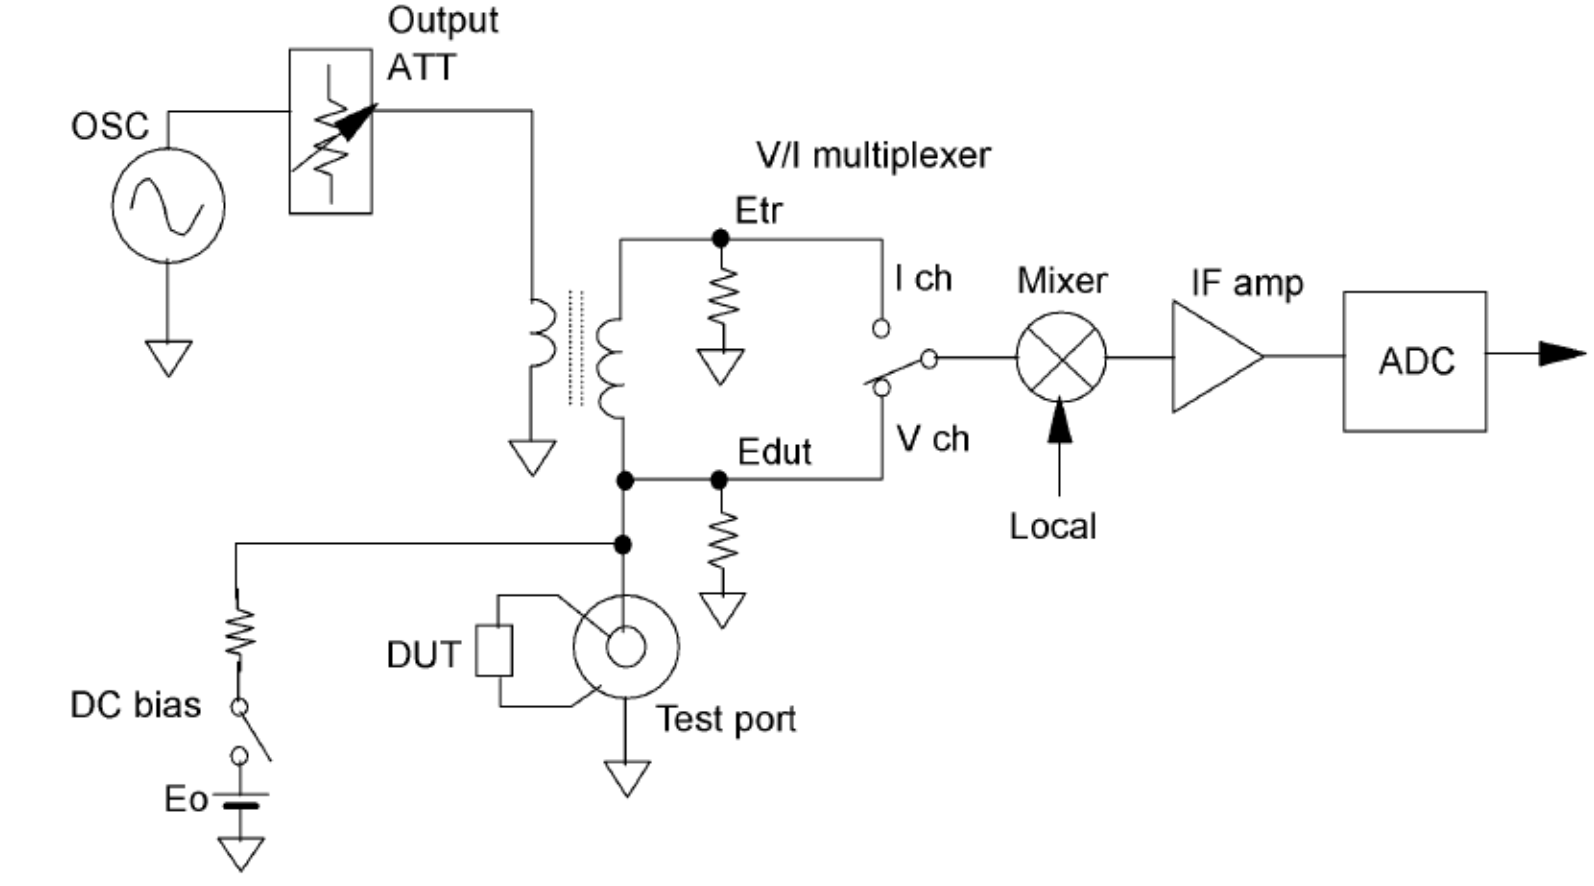 Output
ATT
OSC
V/I multiplexer
Etr
I ch
Mixer
IF amp
ADC
V ch
Edut
Local
DUT
DC bias
Test port
Eo